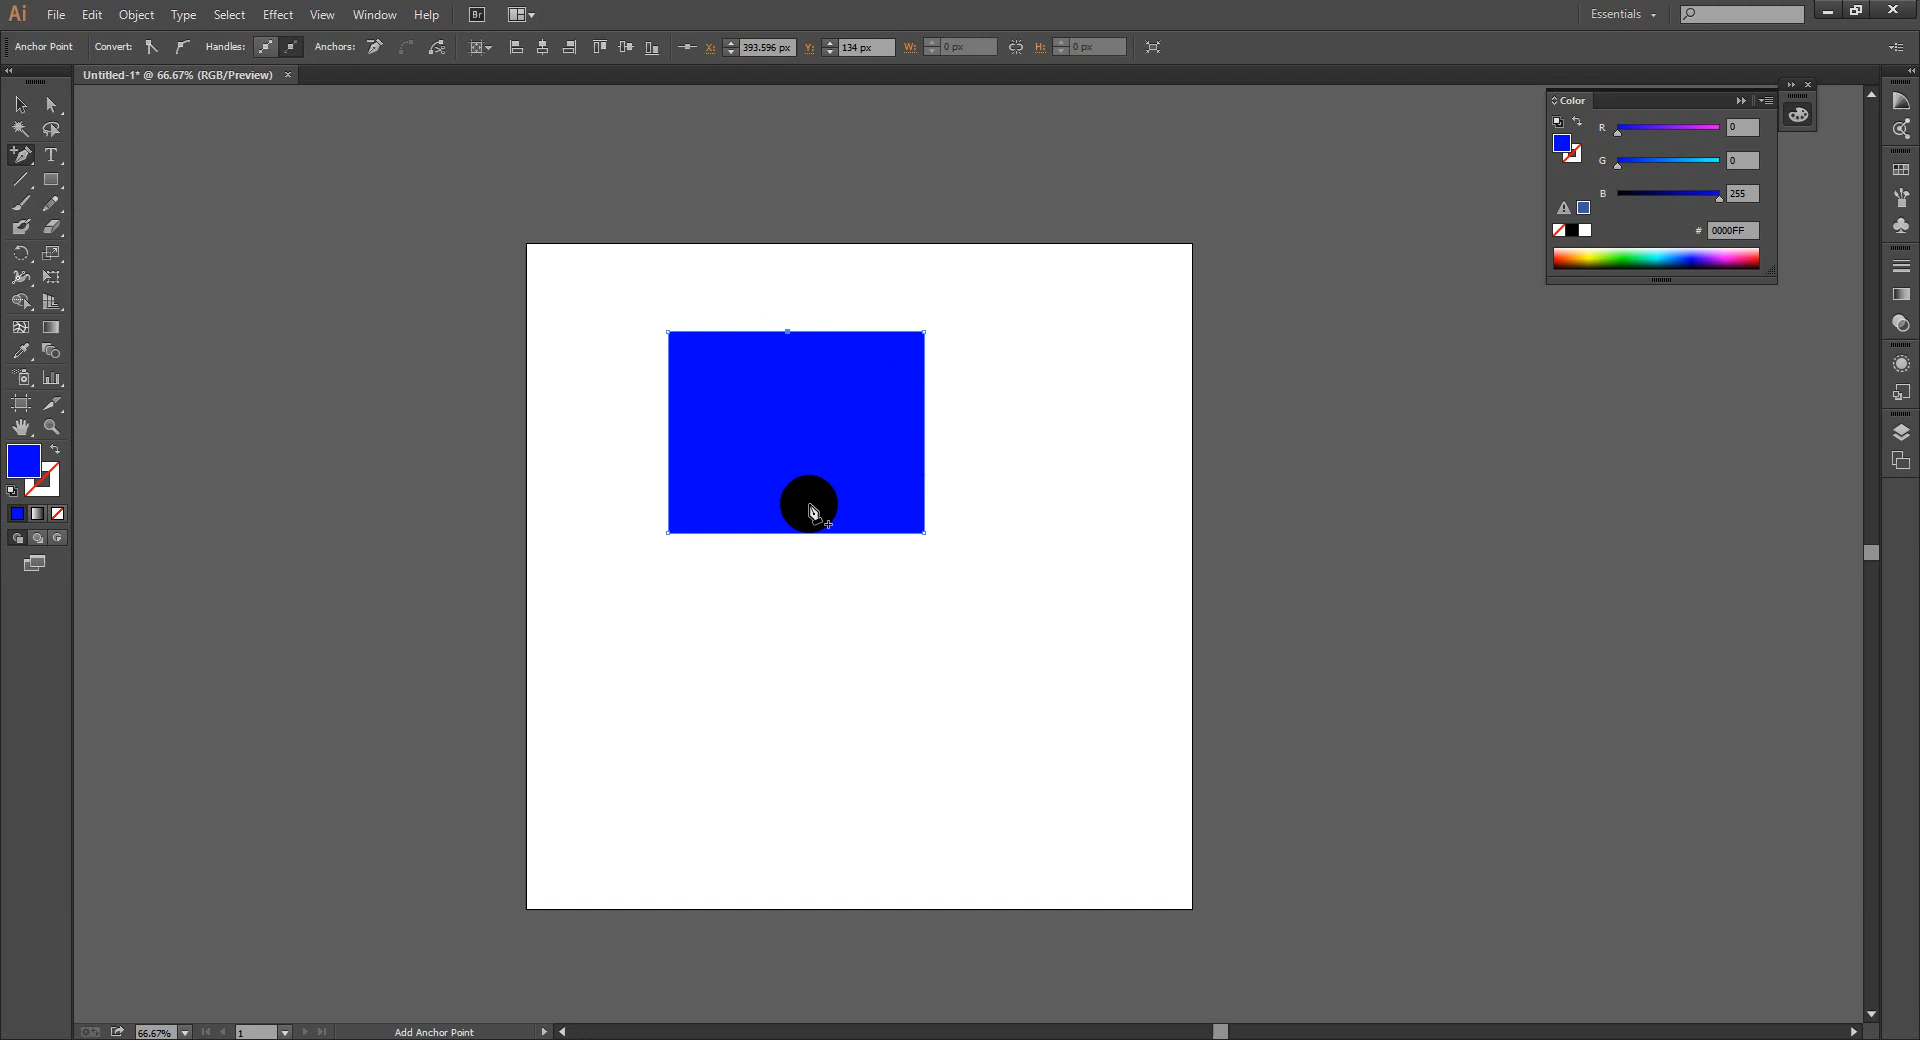 Ai File Edit Object Type Select Effect View Window Help Br Essentials
Anchor Point Convert: Handles: Anchors: X: 393.596 px Y: 134 px W: 0 px H: 0 px
Untitled-1* @ 66.67% (RGB/Preview) ×
Color
R 0
G 0
B 255
# 0000FF
T
66.67% 1 Add Anchor Point